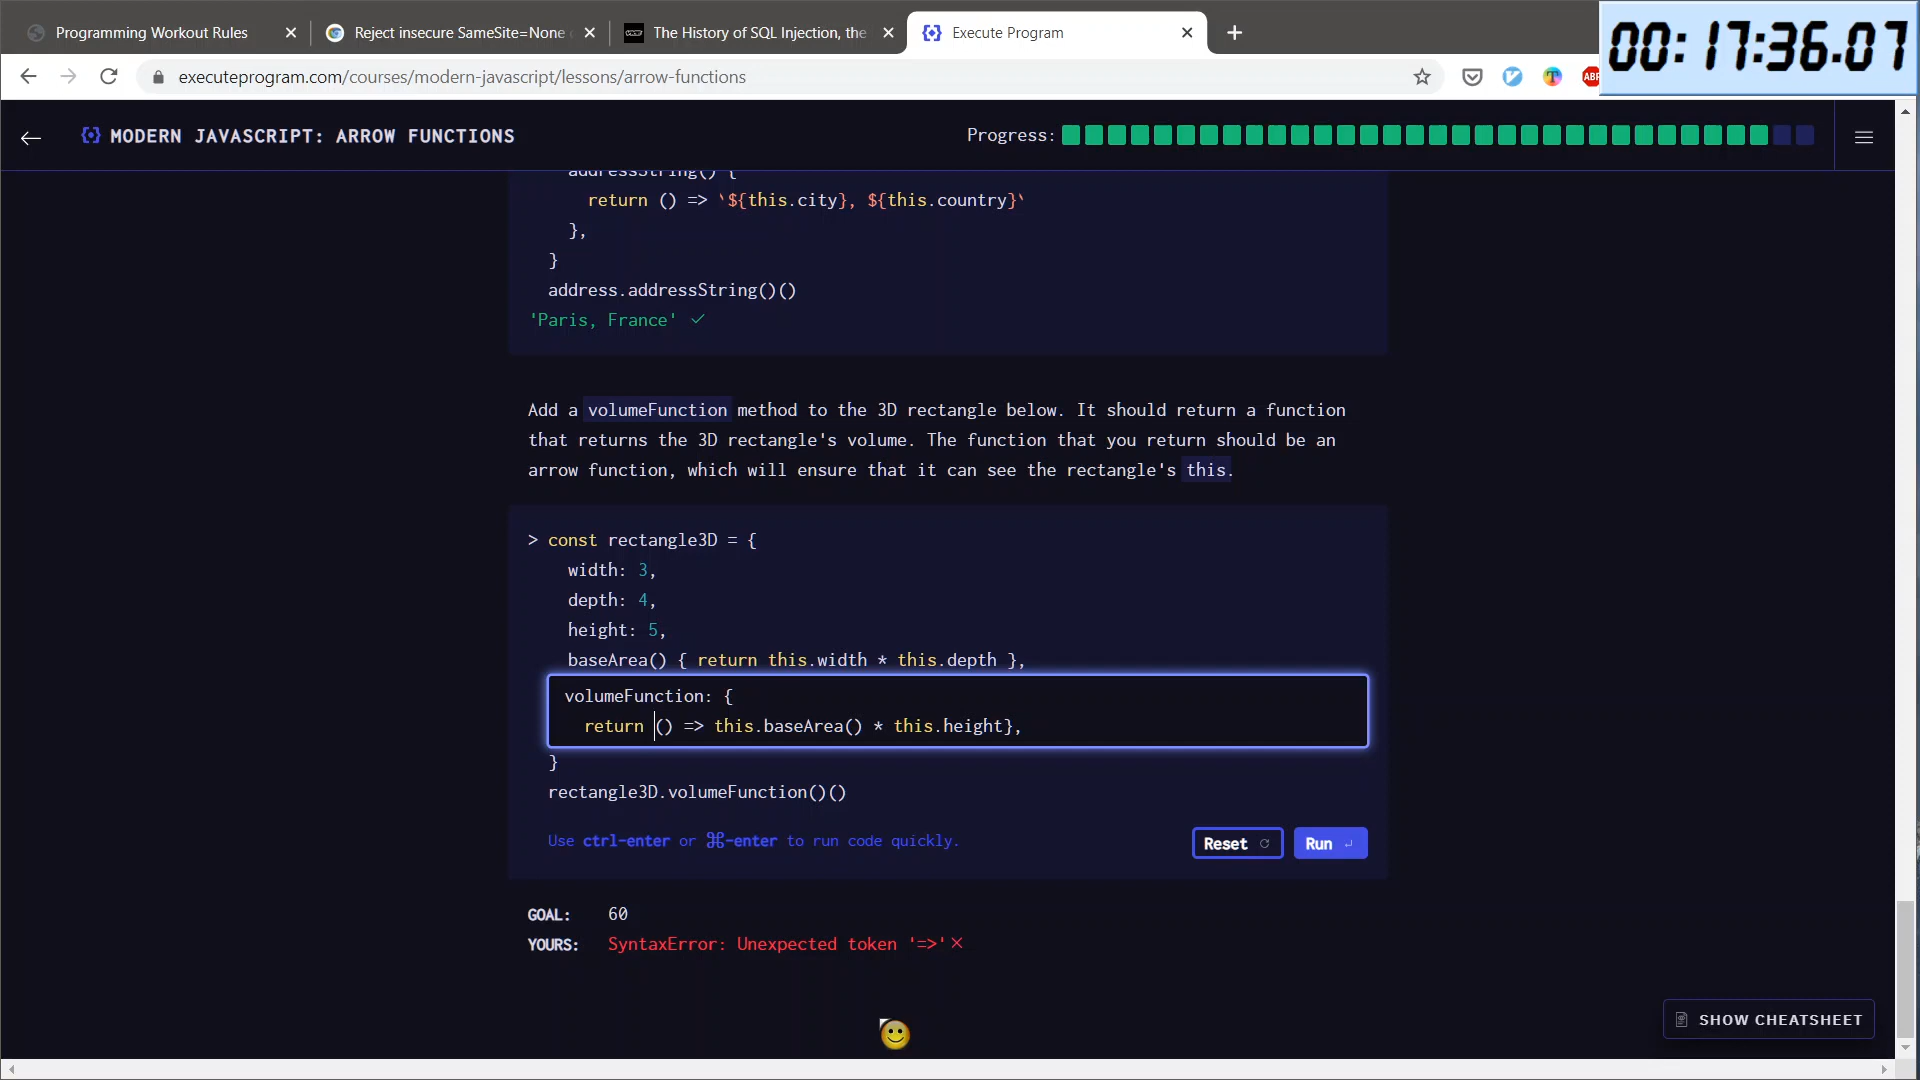 Programming Workout Rules
Reject insecure SameSite=None
The History of SQL Injection, the
Execute Program
00:17:36.07
executeprogram.com/courses/modern-javascript/lessons/arrow-functions
ABP
MODERN JAVASCRIPT: ARROW FUNCTIONS
Progress:
addressString() {
return () => `${this.city}, ${this.country}`
},
}
address.addressString()()
'Paris, France' ✓
Add a volumeFunction method to the 3D rectangle below. It should return a function
that returns the 3D rectangle's volume. The function that you return should be an
arrow function, which will ensure that it can see the rectangle's this.
> const rectangle3D = {
width: 3,
depth: 4,
height: 5,
baseArea() { return this.width * this.depth },
volumeFunction: {
return () => this.baseArea() * this.height},
}
rectangle3D.volumeFunction()()
Use ctrl-enter or ⌘-enter to run code quickly.
Reset
Run
GOAL: 60
YOURS: SyntaxError: Unexpected token '=>' ×
SHOW CHEATSHEET